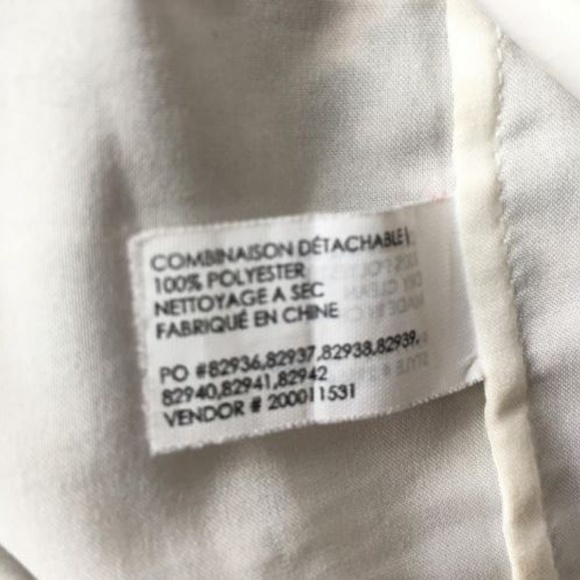 COMBINAISON DÉTACHABLE|
100% POLYESTER
NETTOYAGE A SEC
FABRIQUÉ EN CHINE
PO #82936,82937,82938,82939,
82940,82941,82942
VENDOR # 200011531